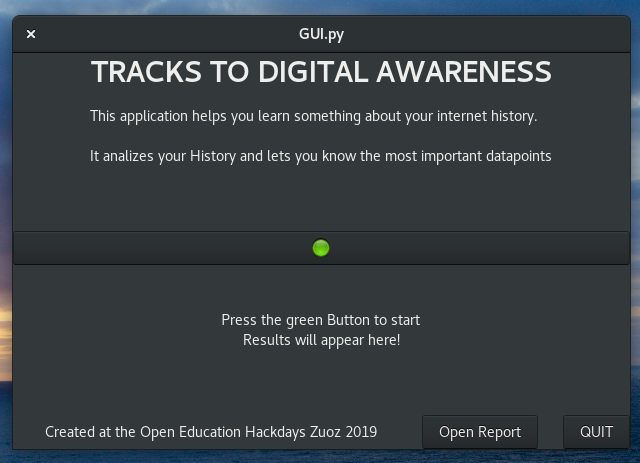 GUI.py
TRACKS TO DIGITAL AWARENESS
This application helps you learn something about your internet history.
It analizes your History and lets you know the most important datapoints
Press the green Button to start
Results will appear here!
Created at the Open Education Hackdays Zuoz 2019
Open Report
QUIT